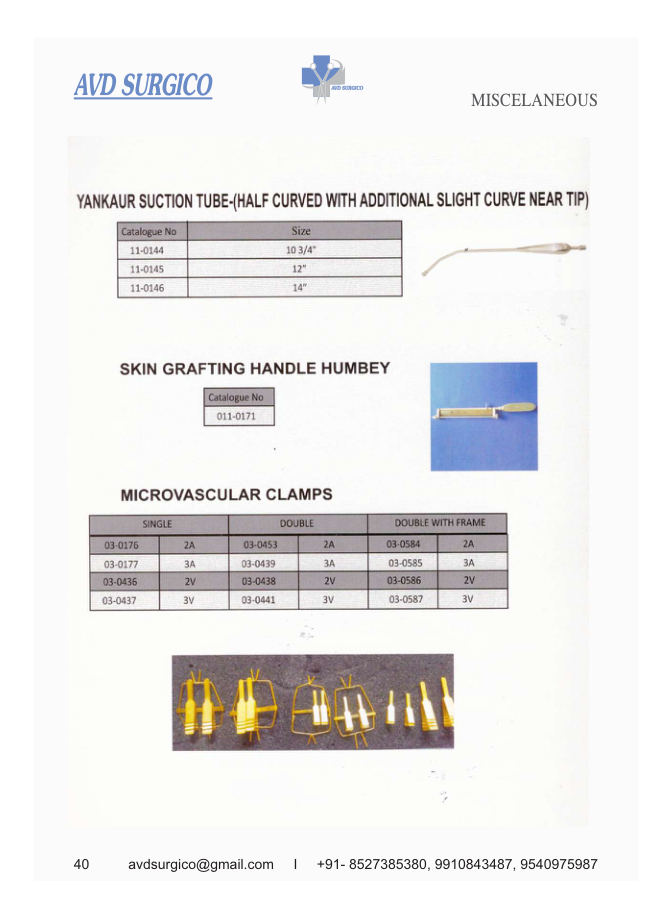 AVD SURGICO
AVD SURGICO
MISCELANEOUS
YANKAUR SUCTION TUBE-(HALF CURVED WITH ADDITIONAL SLIGHT CURVE NEAR TIP)
Catalogue No Size
11-0144 10 3/4"
11-0145 12"
11-0146 14"
SKIN GRAFTING HANDLE HUMBEY
Catalogue No
011-0171
MICROVASCULAR CLAMPS
SINGLE DOUBLE DOUBLE WITH FRAME
03-0176 2A 03-0453 2A 03-0584 2A
03-0177 3A 03-0439 3A 03-0585 3A
03-0436 2V 03-0438 2V 03-0586 2V
03-0437 3V 03-0441 3V 03-0587 3V
40 avdsurgico@gmail.com I +91- 8527385380, 9910843487, 9540975987